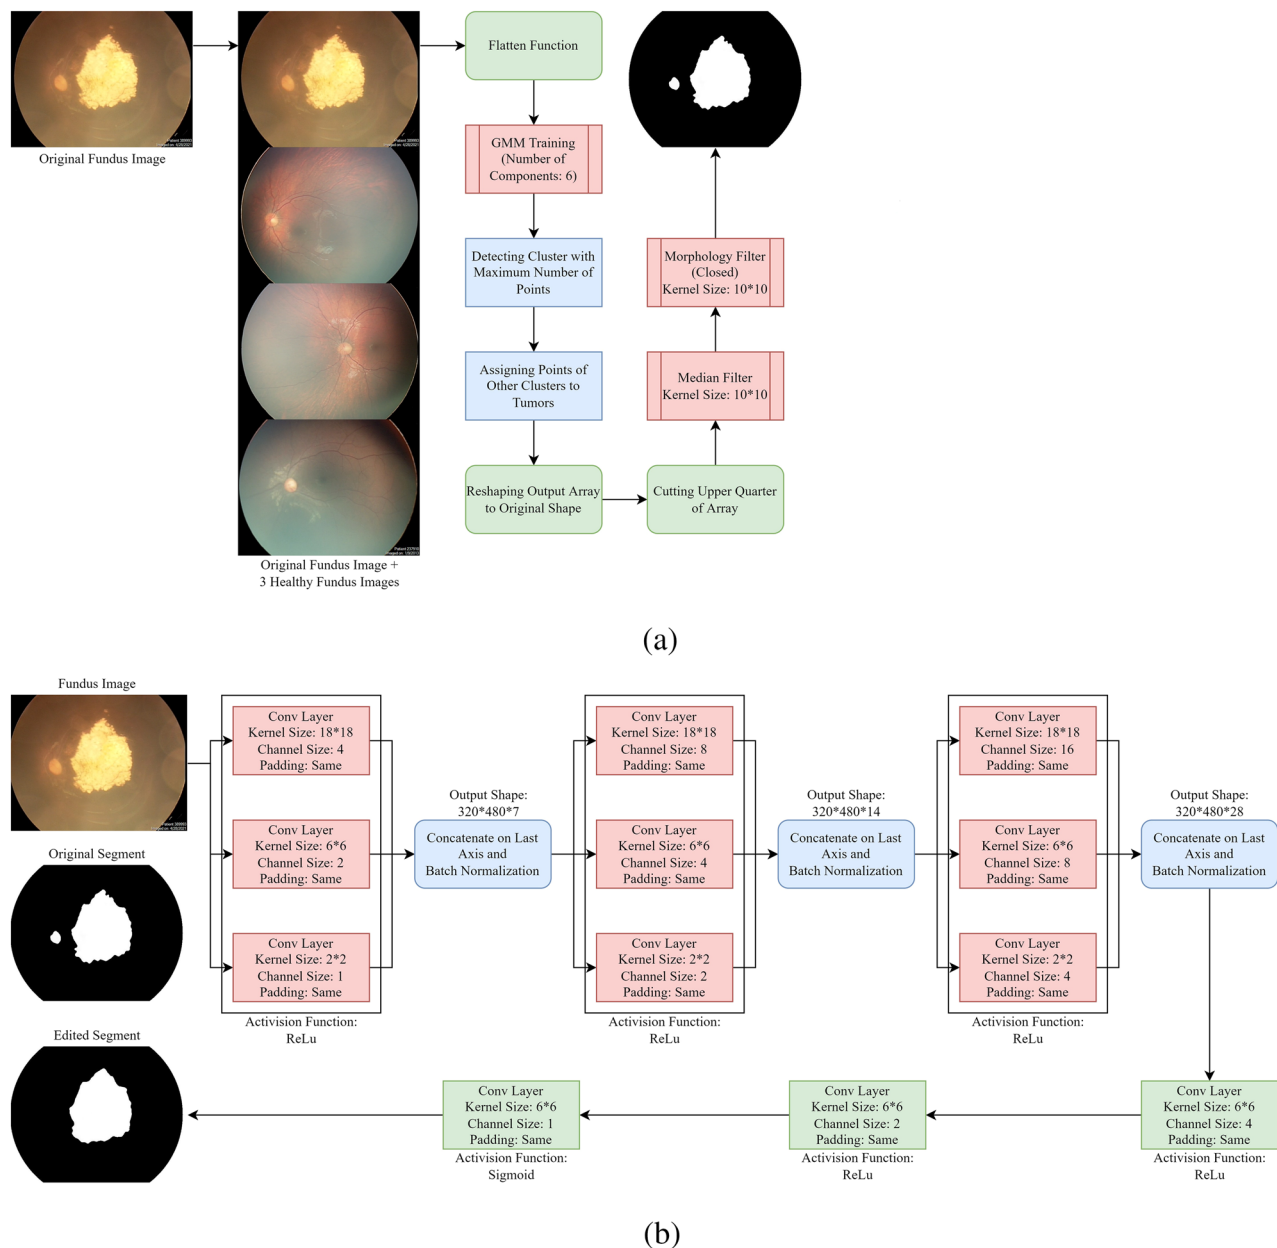 Patient 389993
Original Fundus Image
Patient 389993
Patient 237910
Original Fundus Image +
3 Healthy Fundus Images
Flatten Function
GMM Training
(Number of
Components: 6)
Detecting Cluster with
Maximum Number of
Points
Assigning Points of
Other Clusters to
Tumors
Reshaping Output Array
to Original Shape
Cutting Upper Quarter
of Array
Median Filter
Kernel Size: 10*10
Morphology Filter
(Closed)
Kernel Size: 10*10
(a)
Fundus Image
Original Segment
Edited Segment
Conv Layer
Kernel Size: 18*18
Channel Size: 4
Padding: Same
Conv Layer
Kernel Size: 6*6
Channel Size: 2
Padding: Same
Conv Layer
Kernel Size: 2*2
Channel Size: 1
Padding: Same
Activision Function:
ReLu
Output Shape:
320*480*7
Concatenate on Last
Axis and
Batch Normalization
Conv Layer
Kernel Size: 18*18
Channel Size: 8
Padding: Same
Conv Layer
Kernel Size: 6*6
Channel Size: 4
Padding: Same
Conv Layer
Kernel Size: 2*2
Channel Size: 2
Padding: Same
Activision Function:
ReLu
Output Shape:
320*480*14
Concatenate on Last
Axis and
Batch Normalization
Conv Layer
Kernel Size: 18*18
Channel Size: 16
Padding: Same
Conv Layer
Kernel Size: 6*6
Channel Size: 8
Padding: Same
Conv Layer
Kernel Size: 2*2
Channel Size: 4
Padding: Same
Activision Function:
ReLu
Output Shape:
320*480*28
Concatenate on Last
Axis and
Batch Normalization
Conv Layer
Kernel Size: 6*6
Channel Size: 4
Padding: Same
Activision Function:
ReLu
Conv Layer
Kernel Size: 6*6
Channel Size: 2
Padding: Same
Activision Function:
ReLu
Conv Layer
Kernel Size: 6*6
Channel Size: 1
Padding: Same
Activision Function:
Sigmoid
(b)